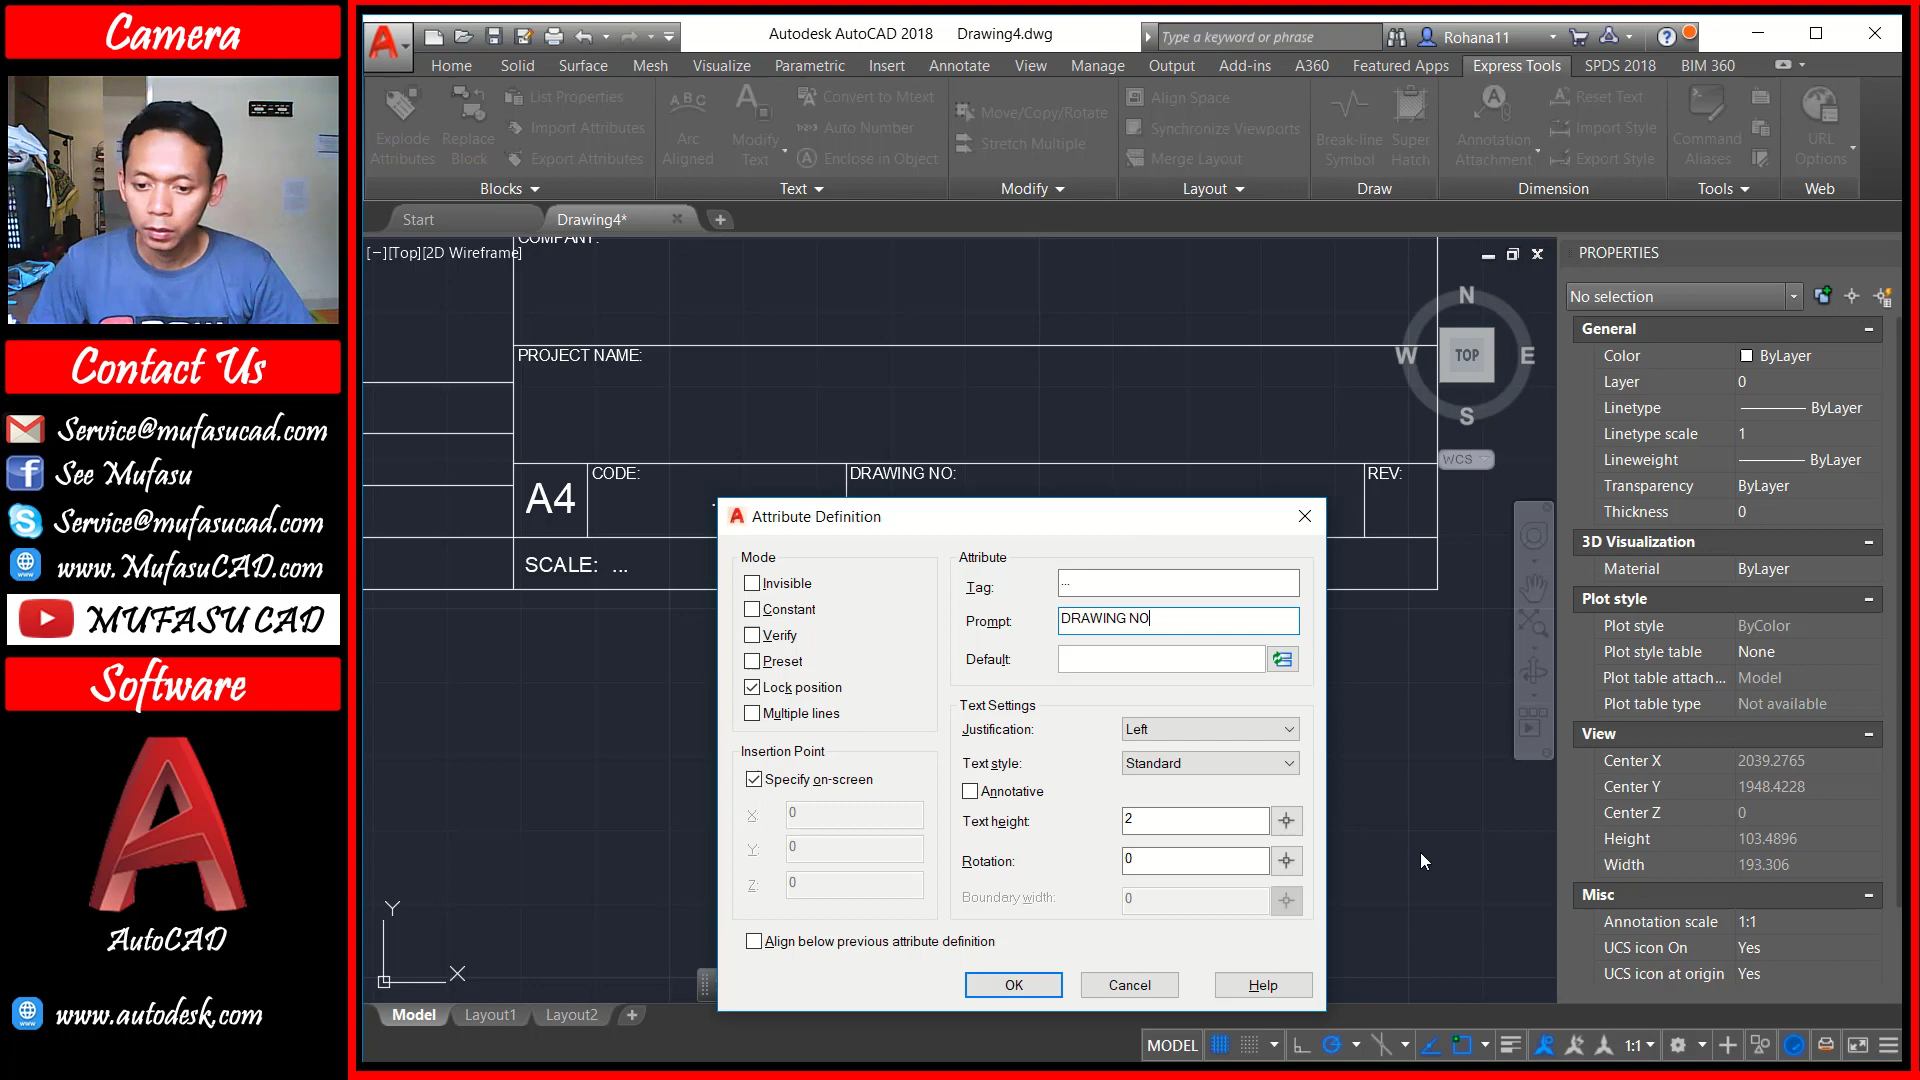 Camera
Contact Us
Service@mufasucad.com
See Mufasu
Service@mufasucad.com
www.MufasuCAD.com
MUFASU CAD
Software
AutoCAD
www.autodesk.com
Autodesk AutoCAD 2018 Drawing4.dwg
Type a keyword or phrase
Rohana11
Home Solid Surface Mesh Visualize Parametric Insert Annotate View Manage Output Add-ins A360 Featured Apps Express Tools SPDS 2018 BIM 360
Explode Attributes
Replace Block
List Properties
Import Attributes
Export Attributes
Blocks
Arc Aligned
Modify Text
Convert to Mtext
Auto Number
Enclose in Object
Text
Move/Copy/Rotate
Stretch Multiple
Modify
Align Space
Synchronize Viewports
Merge Layout
Layout
Break-line Symbol
Super Hatch
Draw
Annotation Attachment
Reset Text
Import Style
Export Style
Dimension
Command Aliases
Tools
URL Options
Web
Start
Drawing4*
[−][Top][2D Wireframe]
COMPANY:
PROJECT NAME:
A4
CODE:
DRAWING NO:
REV:
SCALE: ...
N
W
TOP
E
S
WCS
Y
X
Attribute Definition
Mode
Invisible
Constant
Verify
Preset
Lock position
Multiple lines
Insertion Point
Specify on-screen
X: 0
Y: 0
Z: 0
Align below previous attribute definition
Attribute
Tag: ...
Prompt: DRAWING NO
Default:
Text Settings
Justification: Left
Text style: Standard
Annotative
Text height: 2
Rotation: 0
Boundary width: 0
OK
Cancel
Help
PROPERTIES
No selection
General
Color ByLayer
Layer 0
Linetype ByLayer
Linetype scale 1
Lineweight ByLayer
Transparency ByLayer
Thickness 0
3D Visualization
Material ByLayer
Plot style
Plot style ByColor
Plot style table None
Plot table attach... Model
Plot table type Not available
View
Center X 2039.2765
Center Y 1948.4228
Center Z 0
Height 103.4896
Width 193.306
Misc
Annotation scale 1:1
UCS icon On Yes
UCS icon at origin Yes
Model
Layout1
Layout2
MODEL
1:1